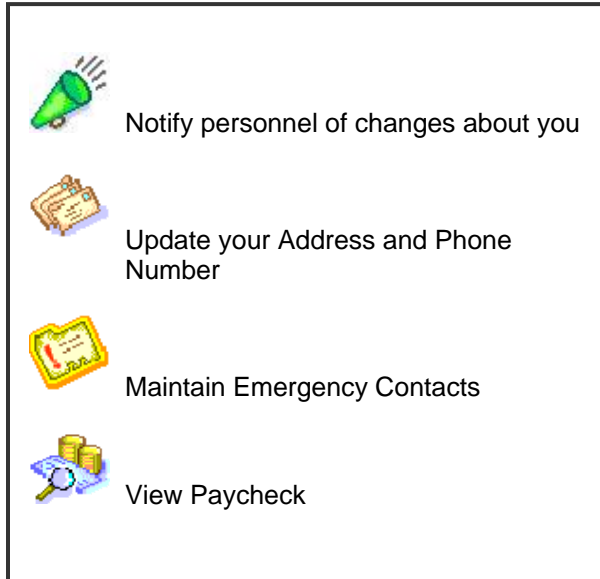 Notify personnel of changes about you
Update your Address and Phone
Number
Maintain Emergency Contacts
View Paycheck